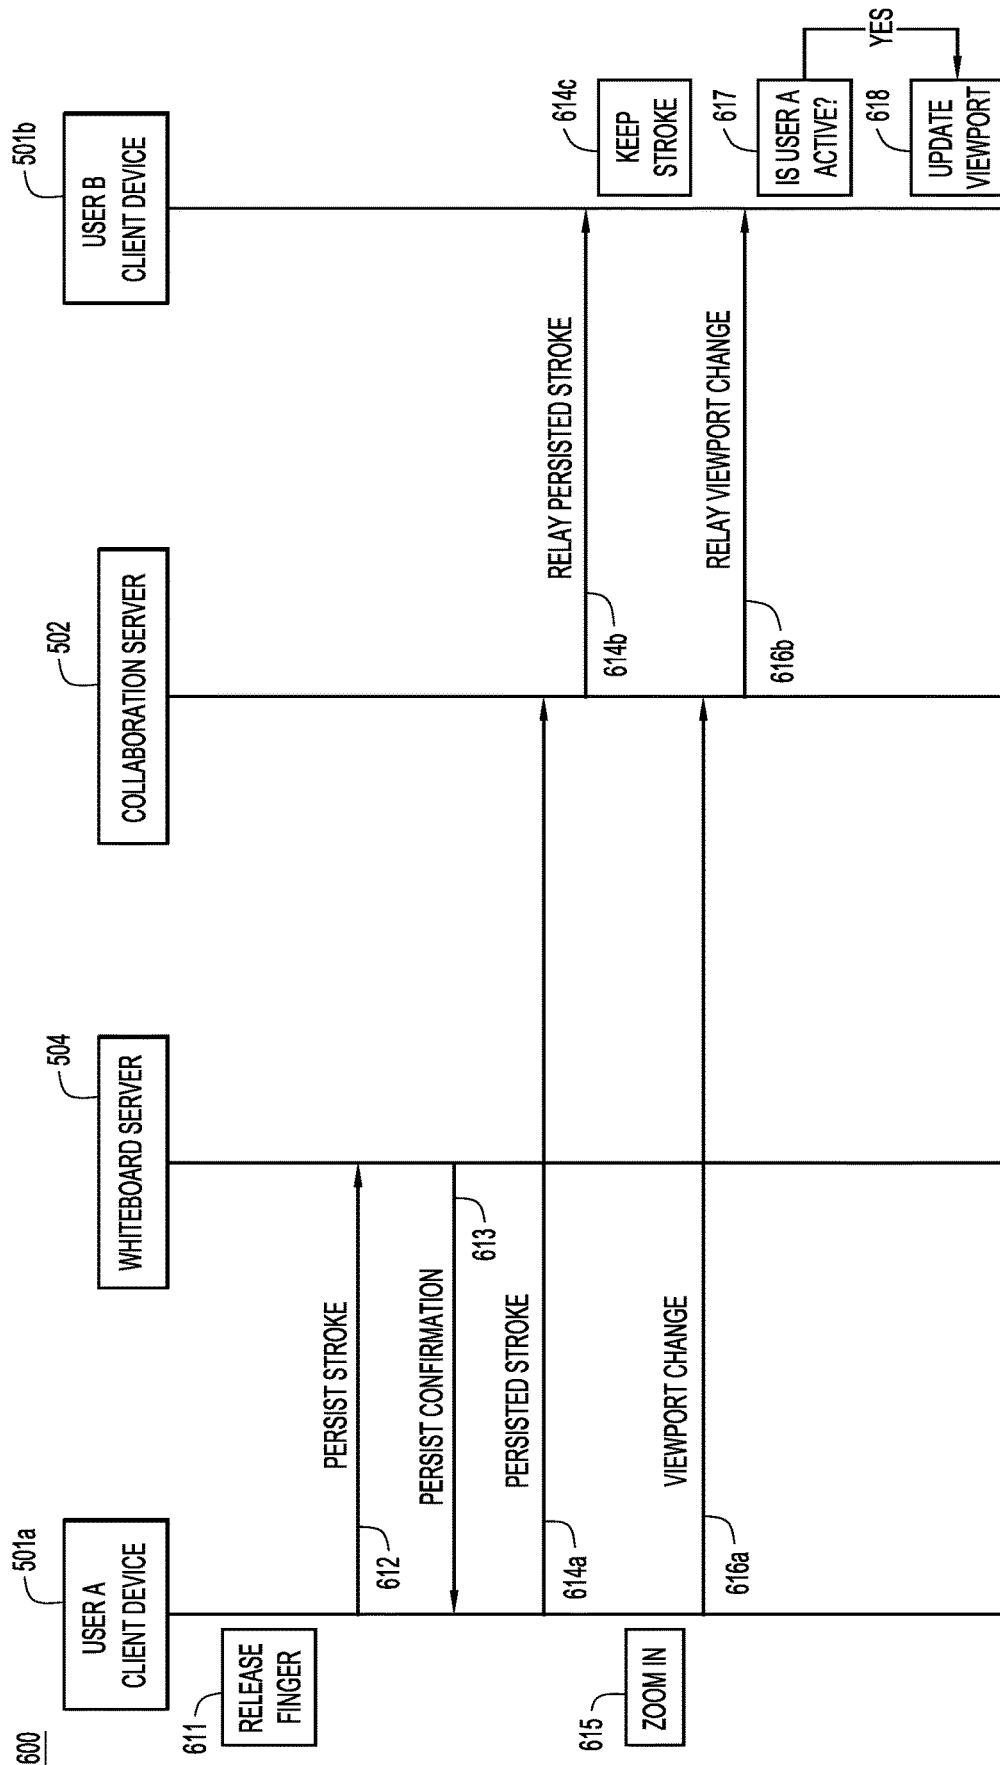 600
501a
USER A
CLIENT DEVICE
504
WHITEBOARD SERVER
502
COLLABORATION SERVER
501b
USER B
CLIENT DEVICE
611
RELEASE
FINGER
PERSIST STROKE
612
PERSIST CONFIRMATION
613
PERSISTED STROKE
614a
RELAY PERSISTED STROKE
614b
614c
KEEP
STROKE
615
ZOOM IN
VIEWPORT CHANGE
616a
RELAY VIEWPORT CHANGE
616b
617
IS USER A
ACTIVE?
YES
618
UPDATE
VIEWPORT